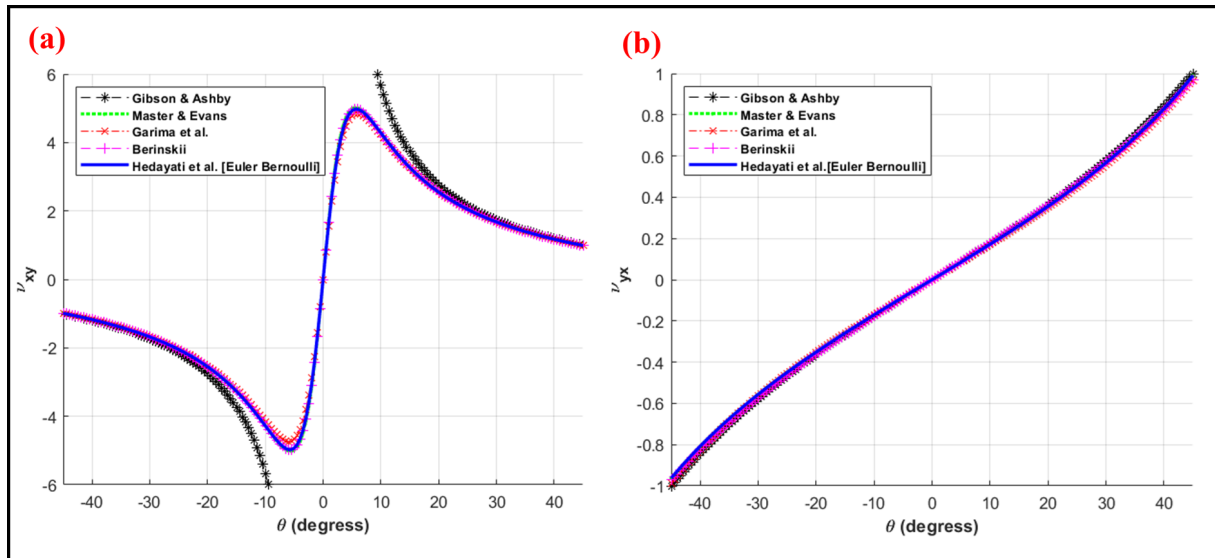 (a)
6
4
2
0
-2
-4
-6
ν xy
-40 -30 -20 -10 0 10 20 30 40
θ (degress)
Gibson & Ashby
Master & Evans
Garima et al.
Berinskii
Hedayati et al. [Euler Bernoulli]
(b)
1
0.8
0.6
0.4
0.2
0
-0.2
-0.4
-0.6
-0.8
-1
ν yx
-40 -30 -20 -10 0 10 20 30 40
θ (degress)
Gibson & Ashby
Master & Evans
Garima et al.
Berinskii
Hedayati et al.[Euler Bernoulli]